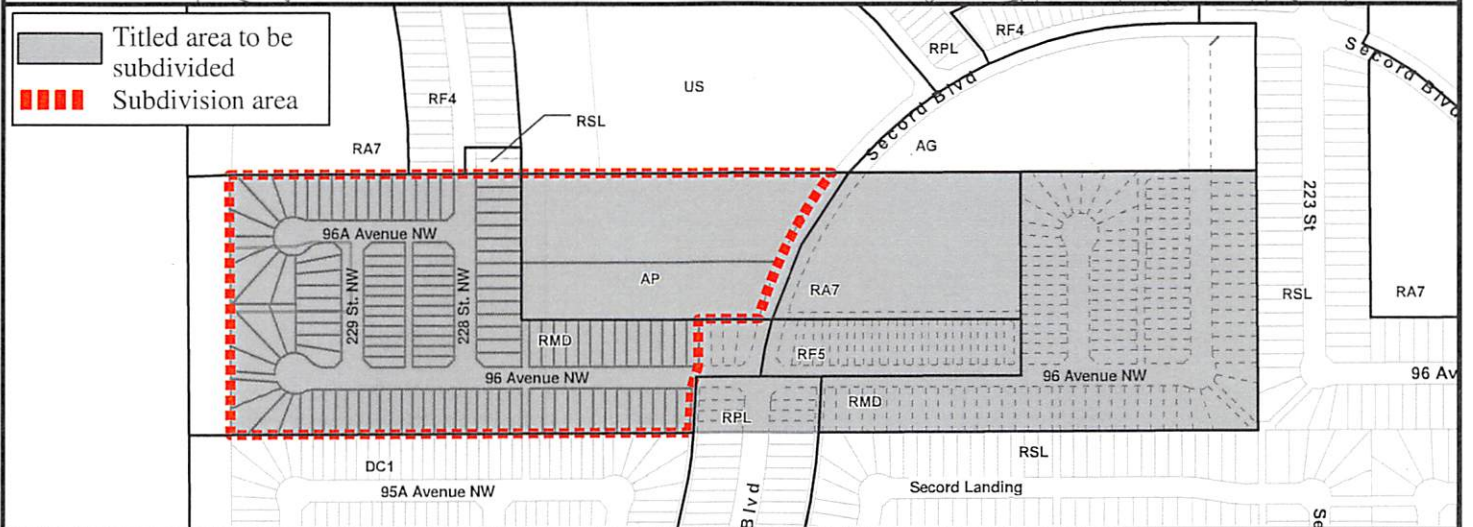 Titled area to be
subdivided
Subdivision area
RF4
RSL
RA7
US
RPL
RF4
Secord Blvd
AG
Secord Blvd
223 St
RSL
RA7
96A Avenue NW
229 St. NW
228 St. NW
AP
RA7
RMD
RF5
96 Avenue NW
96 Avenue NW
96 Av
RPL
RMD
DC1
95A Avenue NW
Blvd
RSL
Secord Landing
Se